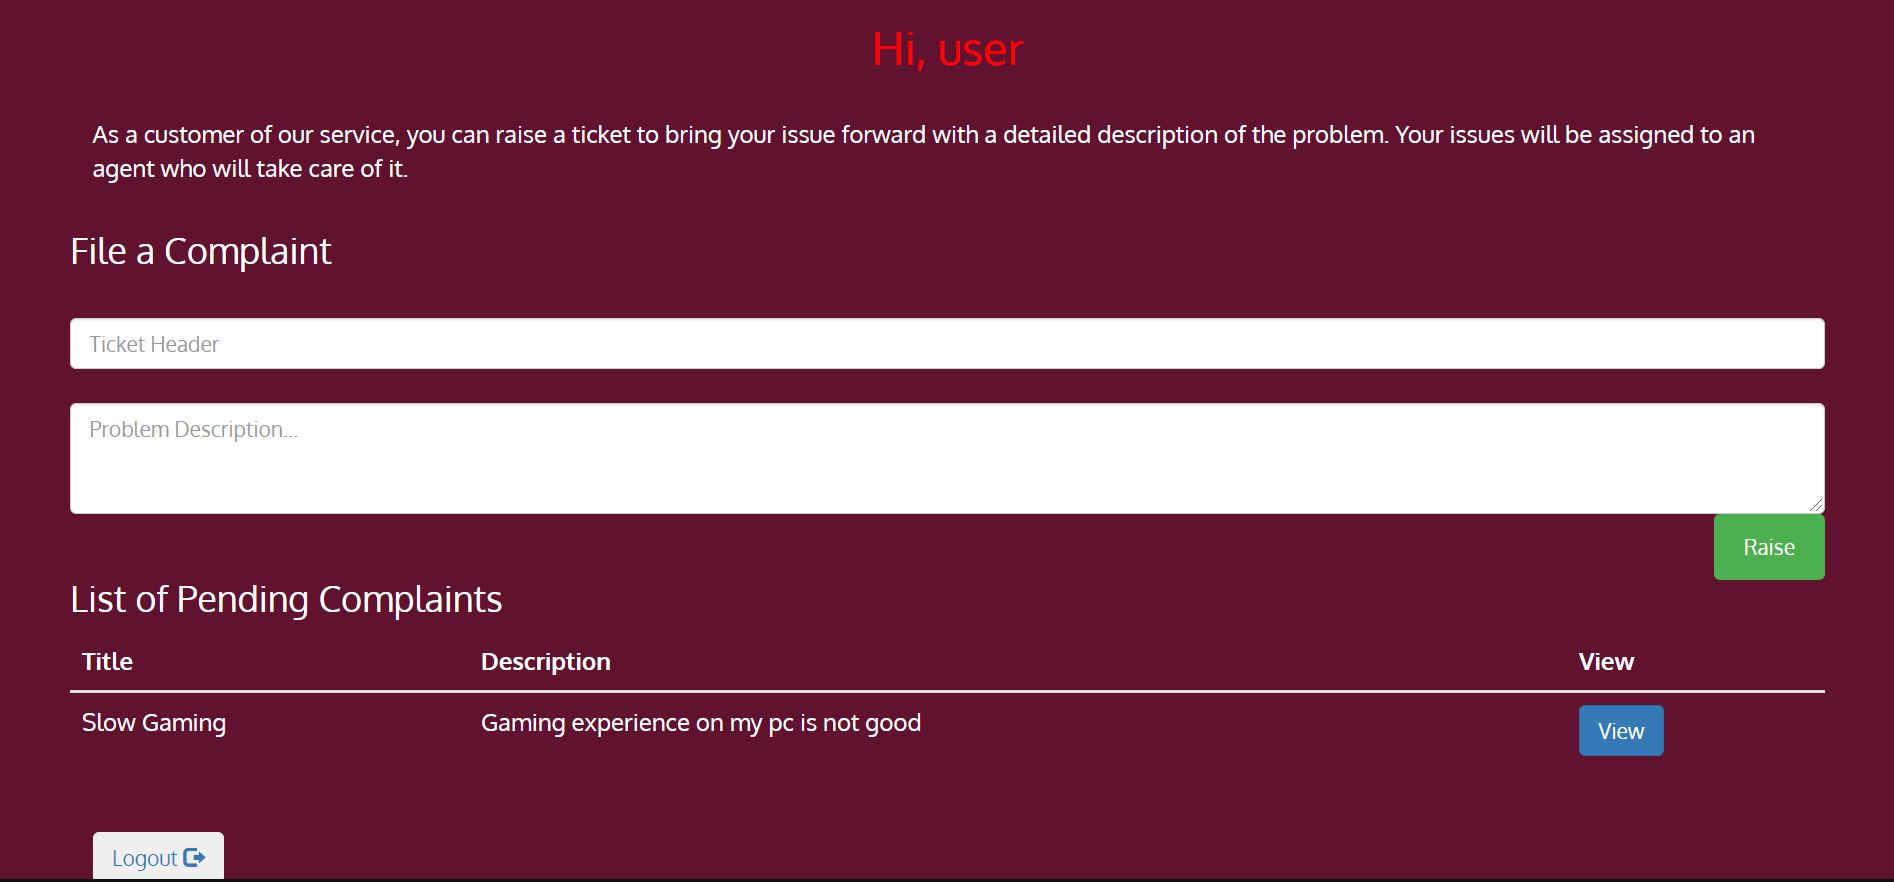 Hi, user
As a customer of our service, you can raise a ticket to bring your issue forward with a detailed description of the problem. Your issues will be assigned to an
agent who will take care of it.
File a Complaint
Ticket Header
Problem Description...
Raise
List of Pending Complaints
Title Description View
Slow Gaming Gaming experience on my pc is not good View
Logout